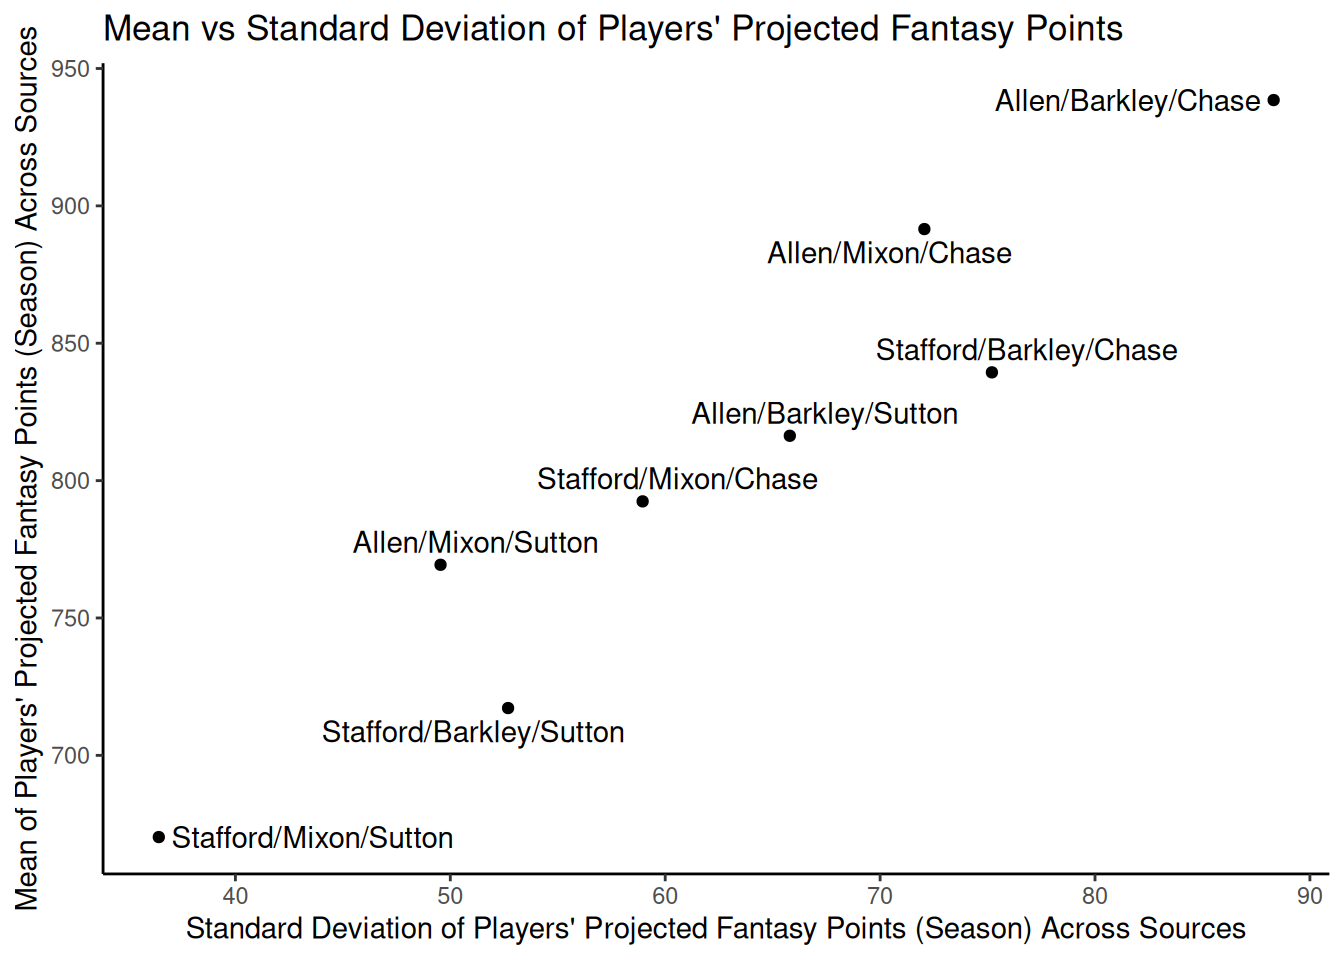 Mean vs Standard Deviation of Players' Projected Fantasy Points
Mean of Players' Projected Fantasy Points (Season) Across Sources
950
900
850
800
750
700
Allen/Barkley/Chase
Allen/Mixon/Chase
Stafford/Barkley/Chase
Allen/Barkley/Sutton
Stafford/Mixon/Chase
Allen/Mixon/Sutton
Stafford/Barkley/Sutton
Stafford/Mixon/Sutton
40 50 60 70 80 90
Standard Deviation of Players' Projected Fantasy Points (Season) Across Sources